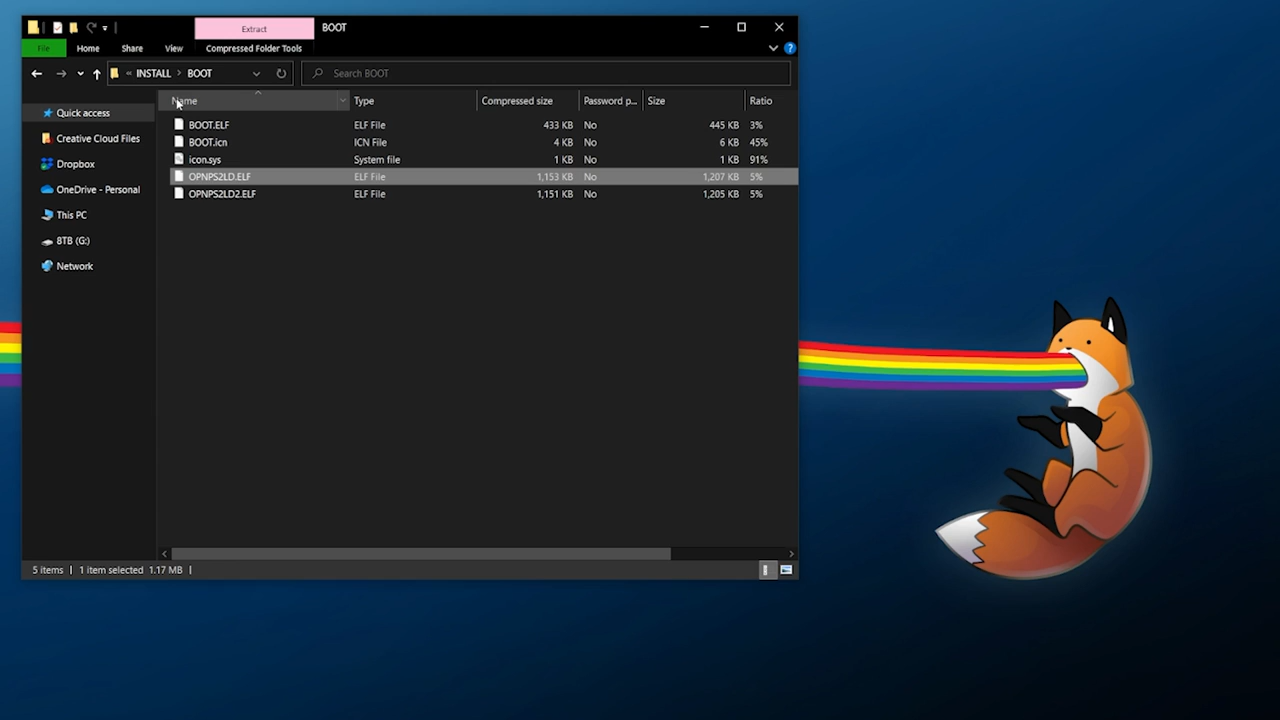 Extract
BOOT
File
Home
Share
View
Compressed Folder Tools
« INSTALL > BOOT
Search BOOT
Name
Type
Compressed size
Password p...
Size
Ratio
BOOT.ELF ELF File 433 KB No 445 KB 3%
BOOT.icn ICN File 4 KB No 6 KB 45%
icon.sys System file 1 KB No 1 KB 91%
OPNPS2LD.ELF ELF File 1,153 KB No 1,207 KB 5%
OPNPS2LD2.ELF ELF File 1,151 KB No 1,205 KB 5%
Quick access
Creative Cloud Files
Dropbox
OneDrive - Personal
This PC
8TB (G:)
Network
5 items | 1 item selected 1.17 MB |